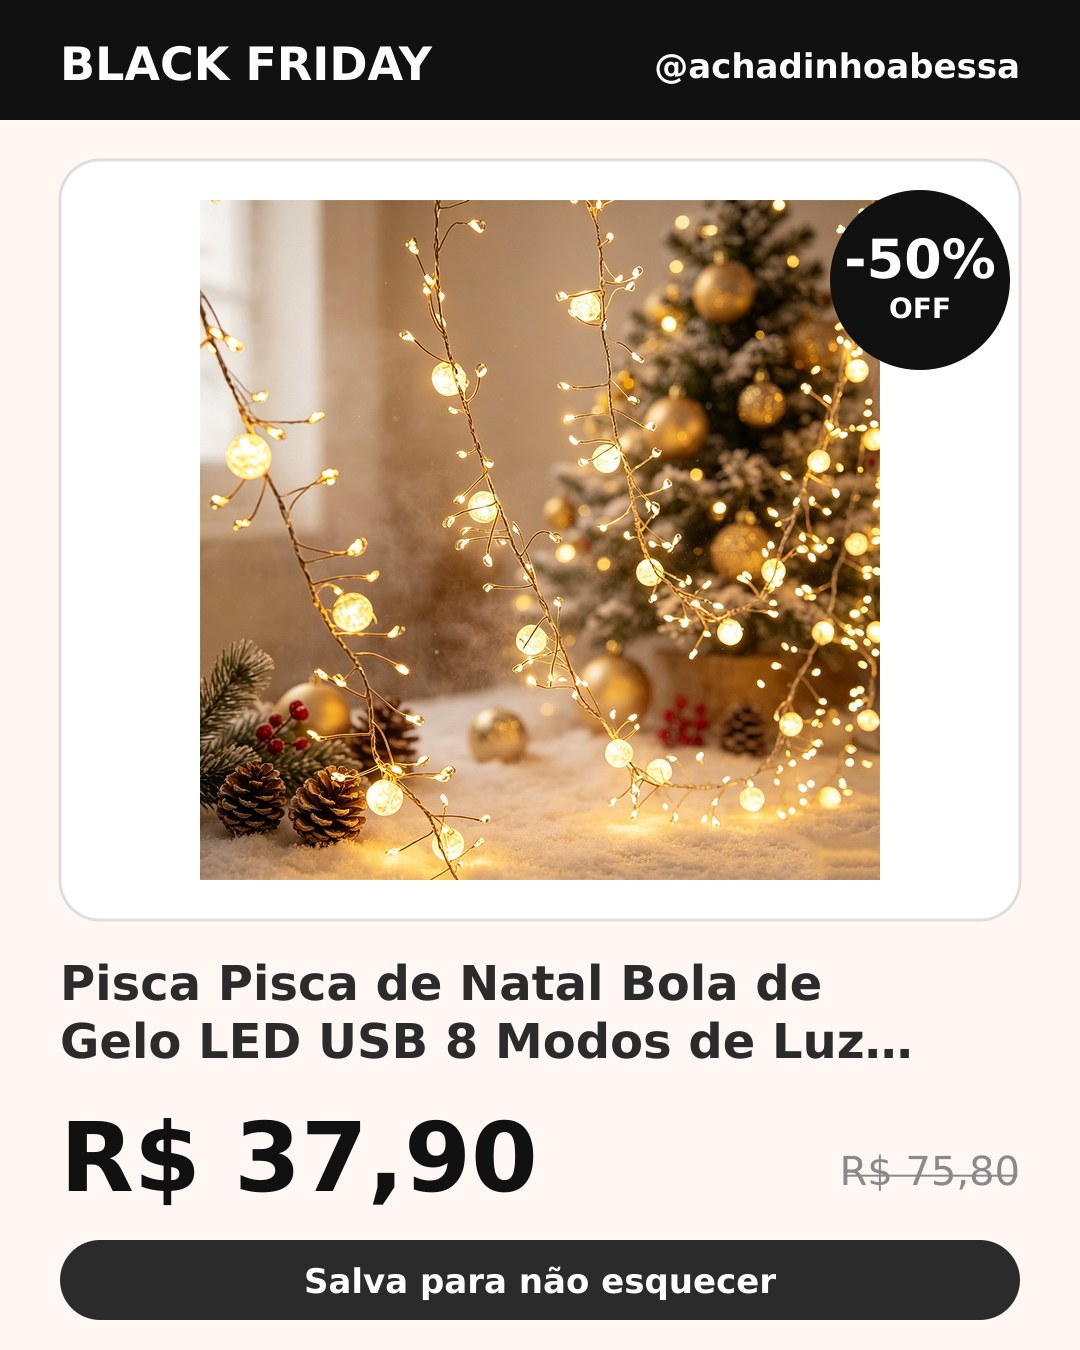 BLACK FRIDAY
@achadinhoabessa
-50%
OFF
Pisca Pisca de Natal Bola de
Gelo LED USB 8 Modos de Luz...
R$ 37,90
R$ 75,80
Salva para não esquecer